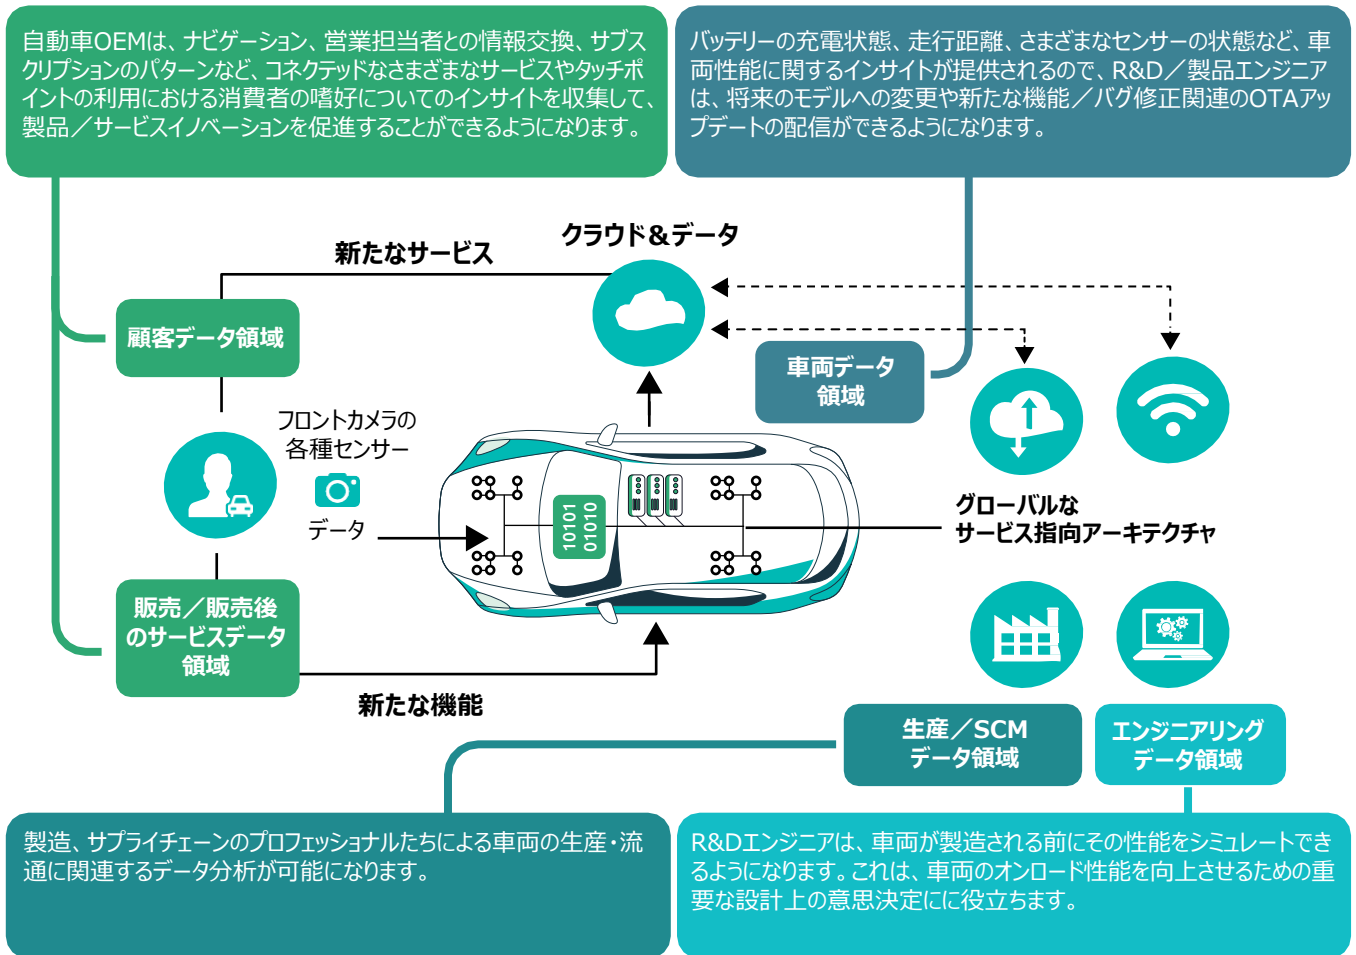 自動車OEMは、ナビゲーション、営業担当者との情報交換、サブス
クリプションのパターンなど、コネクテッドなさまざまなサービスやタッチポ
イントの利用における消費者の嗜好についてのインサイトを収集して、
製品／サービスイノベーションを促進することができるようになります。
バッテリーの充電状態、走行距離、さまざまなセンサーの状態など、車
両性能に関するインサイトが提供されるので、R&D／製品エンジニア
は、将来のモデルへの変更や新たな機能／バグ修正関連のOTAアッ
プデートの配信ができるようになります。
クラウド&データ
新たなサービス
顧客データ領域
車両データ
領域
フロントカメラの
各種センサー
データ
10101
01010
グローバルな
サービス指向アーキテクチャ
販売／販売後
のサービスデータ
領域
新たな機能
生産／SCM
データ領域
エンジニアリング
データ領域
製造、サプライチェーンのプロフェッショナルたちによる車両の生産・流
通に関連するデータ分析が可能になります。
R&Dエンジニアは、車両が製造される前にその性能をシミュレートでき
るようになります。これは、車両のオンロード性能を向上させるための重
要な設計上の意思決定にに役立ちます。